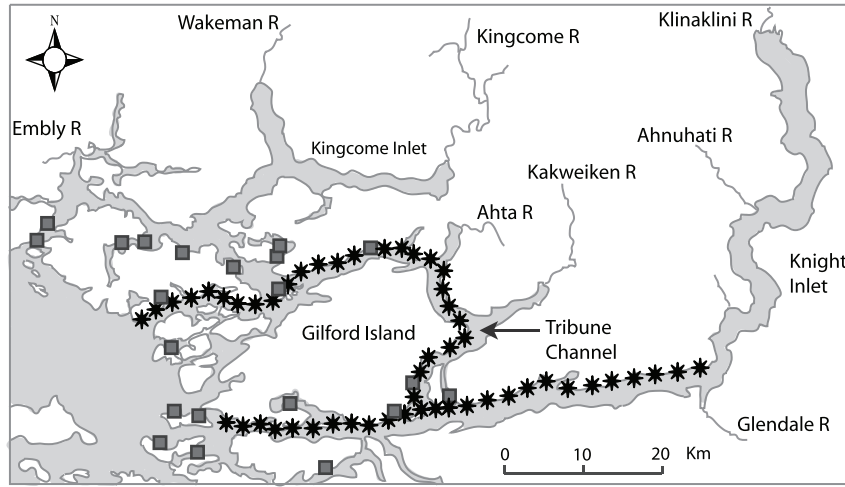 N
Wakeman R
Klinaklini R
Kingcome R
Embly R
Kingcome Inlet
Ahnuhati R
Kakweiken R
Ahta R
Knight
Inlet
Gilford Island
Tribune
Channel
Glendale R
0 10 20 Km